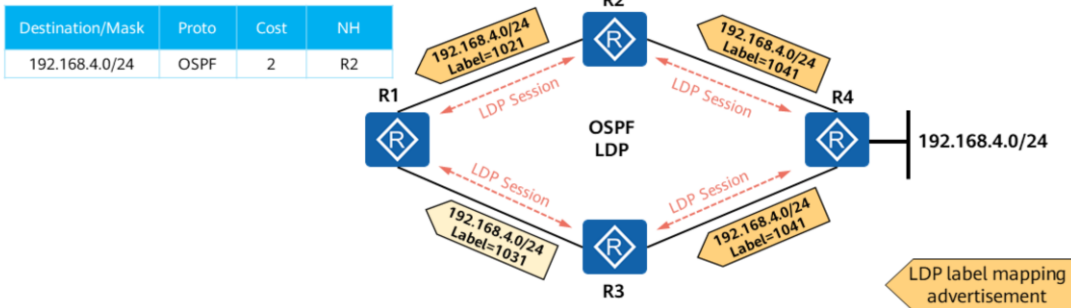 Destination/Mask Proto Cost NH
192.168.4.0/24 OSPF 2 R2
R2
192.168.4.0/24
Label=1021
192.168.4.0/24
Label=1041
LDP Session
LDP Session
R1
R
R
R4
R
OSPF
LDP
192.168.4.0/24
LDP Session
LDP Session
192.168.4.0/24
Label=1031
192.168.4.0/24
Label=1041
R
R3
LDP label mapping
advertisement